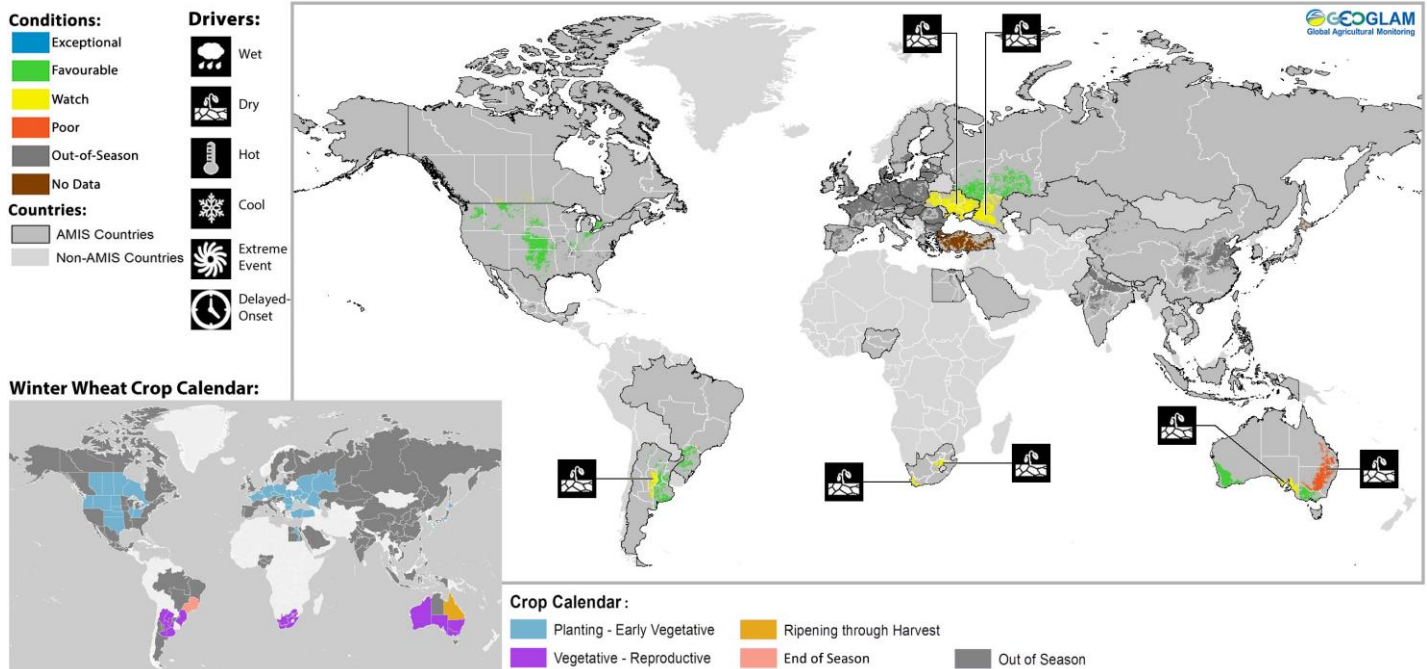 Conditions:
Exceptional
Favourable
Watch
Poor
Out-of-Season
No Data
Countries:
AMIS Countries
Non-AMIS Countries
Drivers:
Wet
Dry
Hot
Cool
Extreme
Event
Delayed-
Onset
GEOGLAM
Global Agricultural Monitoring
Winter Wheat Crop Calendar:
Crop Calendar :
Planting - Early Vegetative
Ripening through Harvest
Vegetative - Reproductive
End of Season
Out of Season